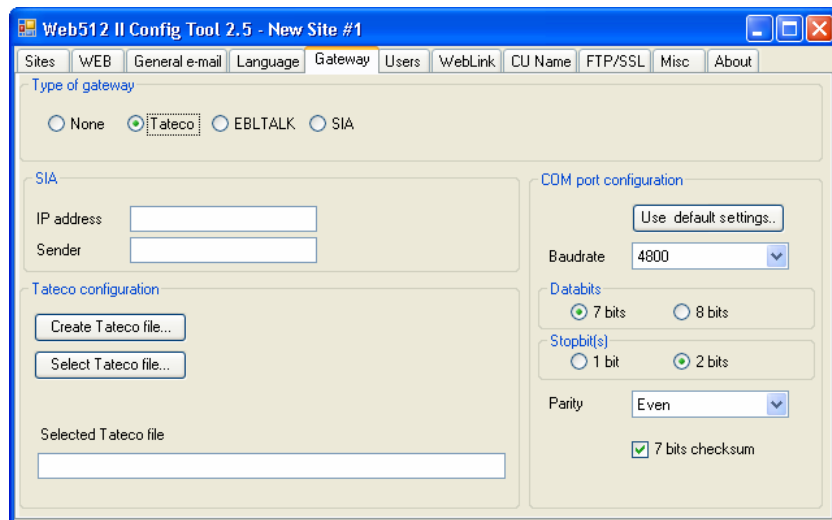 Web512 II Config Tool 2.5 - New Site #1
Sites WEB General e-mail Language Gateway Users WebLink CU Name FTP/SSL Misc About
Type of gateway
None Tateco EBLTALK SIA
SIA
IP address
Sender
COM port configuration
Use default settings..
Baudrate 4800
Databits
7 bits 8 bits
Stopbit(s)
1 bit 2 bits
Parity Even
7 bits checksum
Tateco configuration
Create Tateco file...
Select Tateco file...
Selected Tateco file